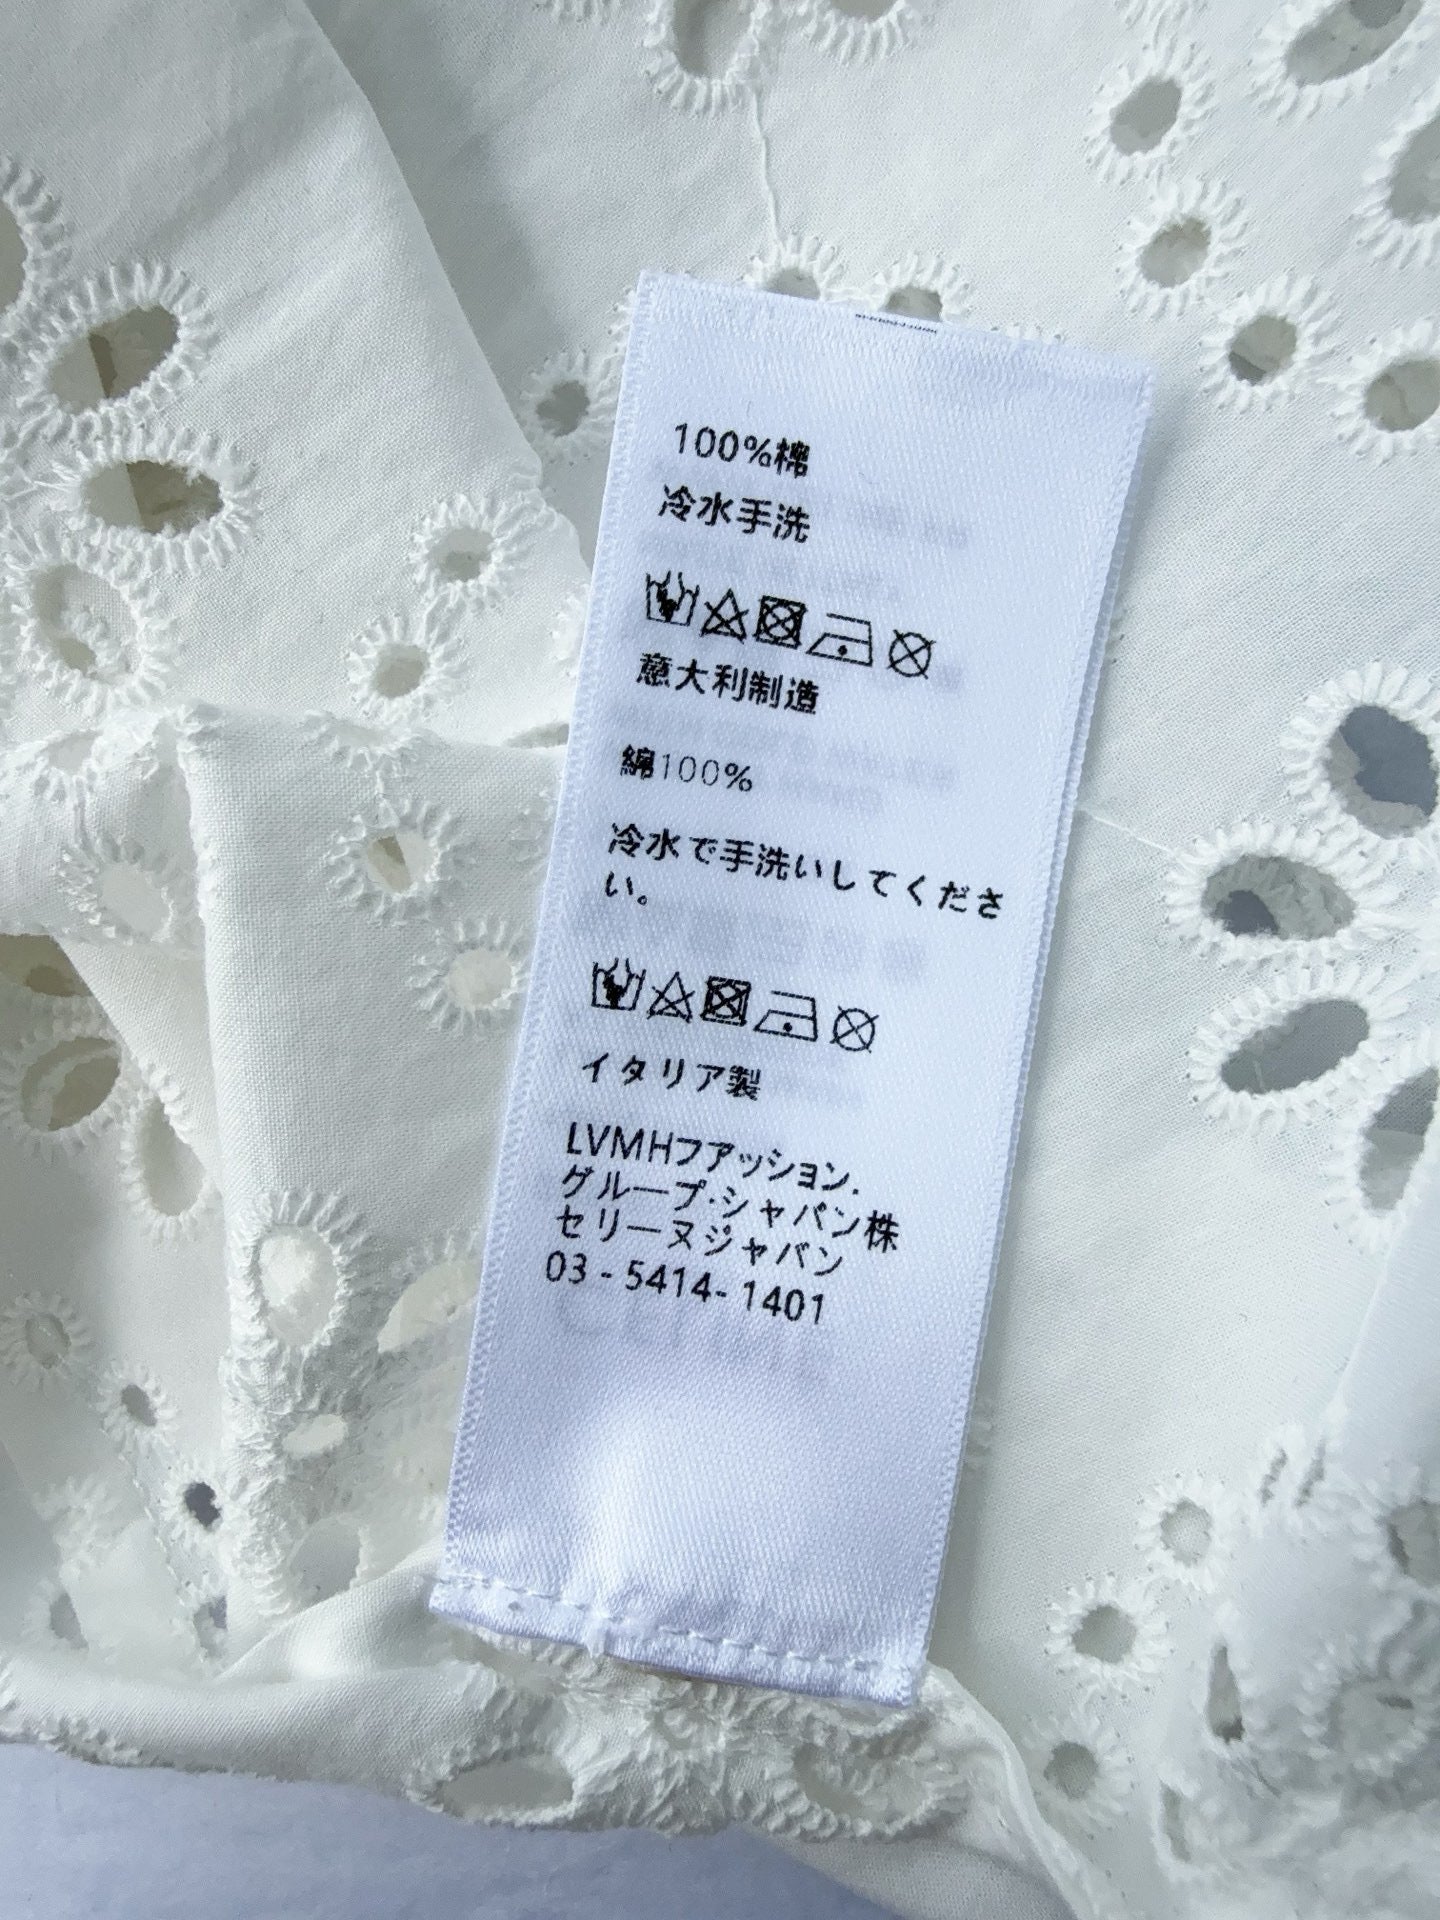 100%棉
冷水手洗
意大利制造
綿100%
冷水で手洗いしてくださ
い。
イタリア製
LVMHファッション.
グループ·シャパン株
セリーヌジャバン
03 - 5414- 1401